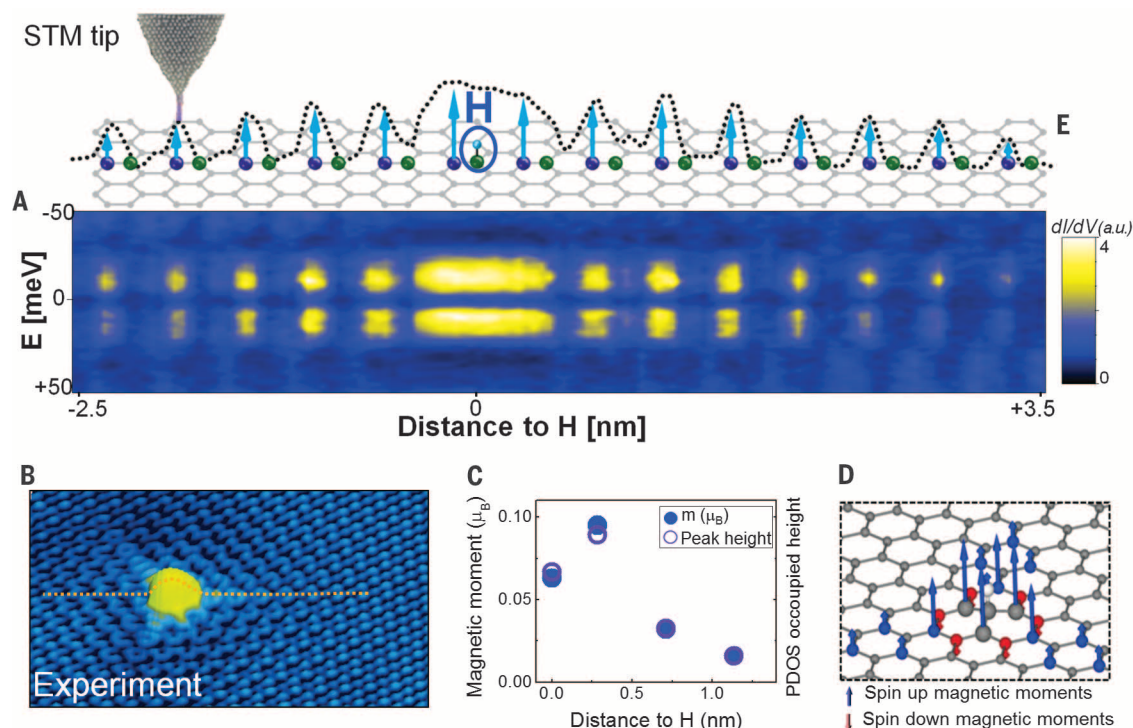 STM tip
H
E
A
-50
0
+50
E [meV]
dI/dV(a.u.)
4
0
-2.5
0
+3.5
Distance to H [nm]
B
Experiment
C
Magnetic moment (μB)
0.10
0.05
0.00
m (μB)
Peak height
PDOS occoupied height
0.0
0.5
1.0
Distance to H (nm)
D
Spin up magnetic moments
Spin down magnetic moments